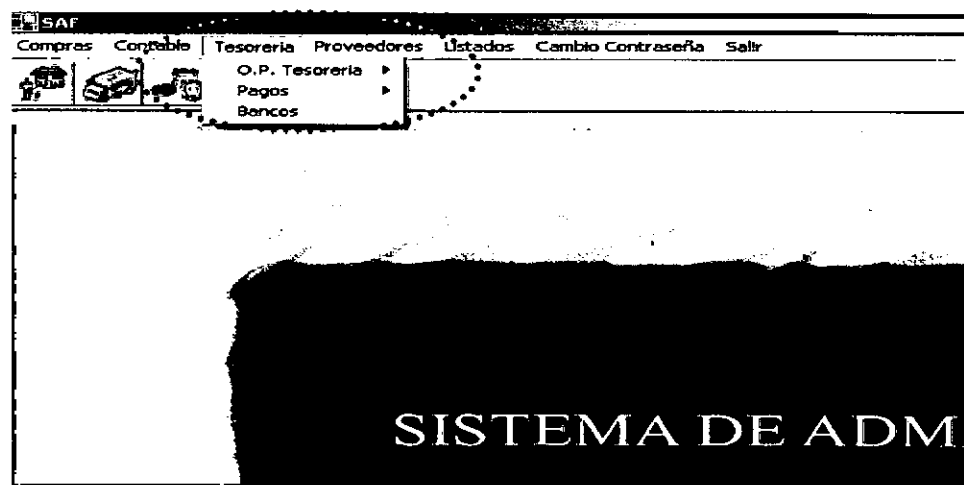 SAF
Compras Contable Tesoreria Proveedores Listados Cambio Contraseña Salir
O.P. Tesoreria
Pagos
Bancos
SISTEMA DE ADM